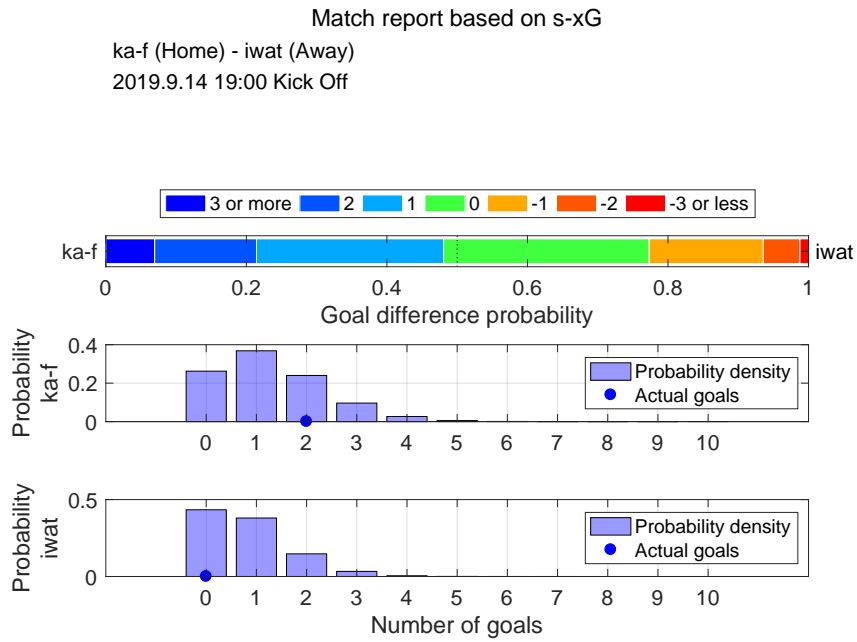 Match report based on s-xG
ka-f (Home) - iwat (Away)
2019.9.14 19:00 Kick Off
3 or more 2 1 0 -1 -2 -3 or less
ka-f iwat
0 0.2 0.4 0.6 0.8 1
Goal difference probability
Probability
ka-f
0.4
0.2
0
Probability density
Actual goals
0 1 2 3 4 5 6 7 8 9 10
Probability
iwat
0.5
0
Probability density
Actual goals
0 1 2 3 4 5 6 7 8 9 10
Number of goals